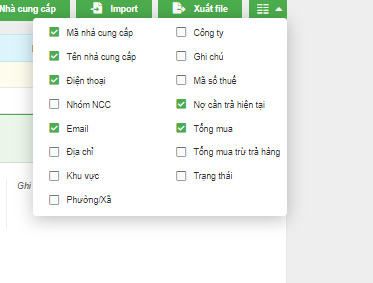 Nhà cung cấp
Import
Xuất file
Mã nhà cung cấp
Tên nhà cung cấp
Điện thoại
Nhóm NCC
Email
Địa chỉ
Khu vực
Phường/Xã
Công ty
Ghi chú
Mã số thuế
Nợ cần trả hiện tại
Tổng mua
Tổng mua trừ trả hàng
Trạng thái
Ghi